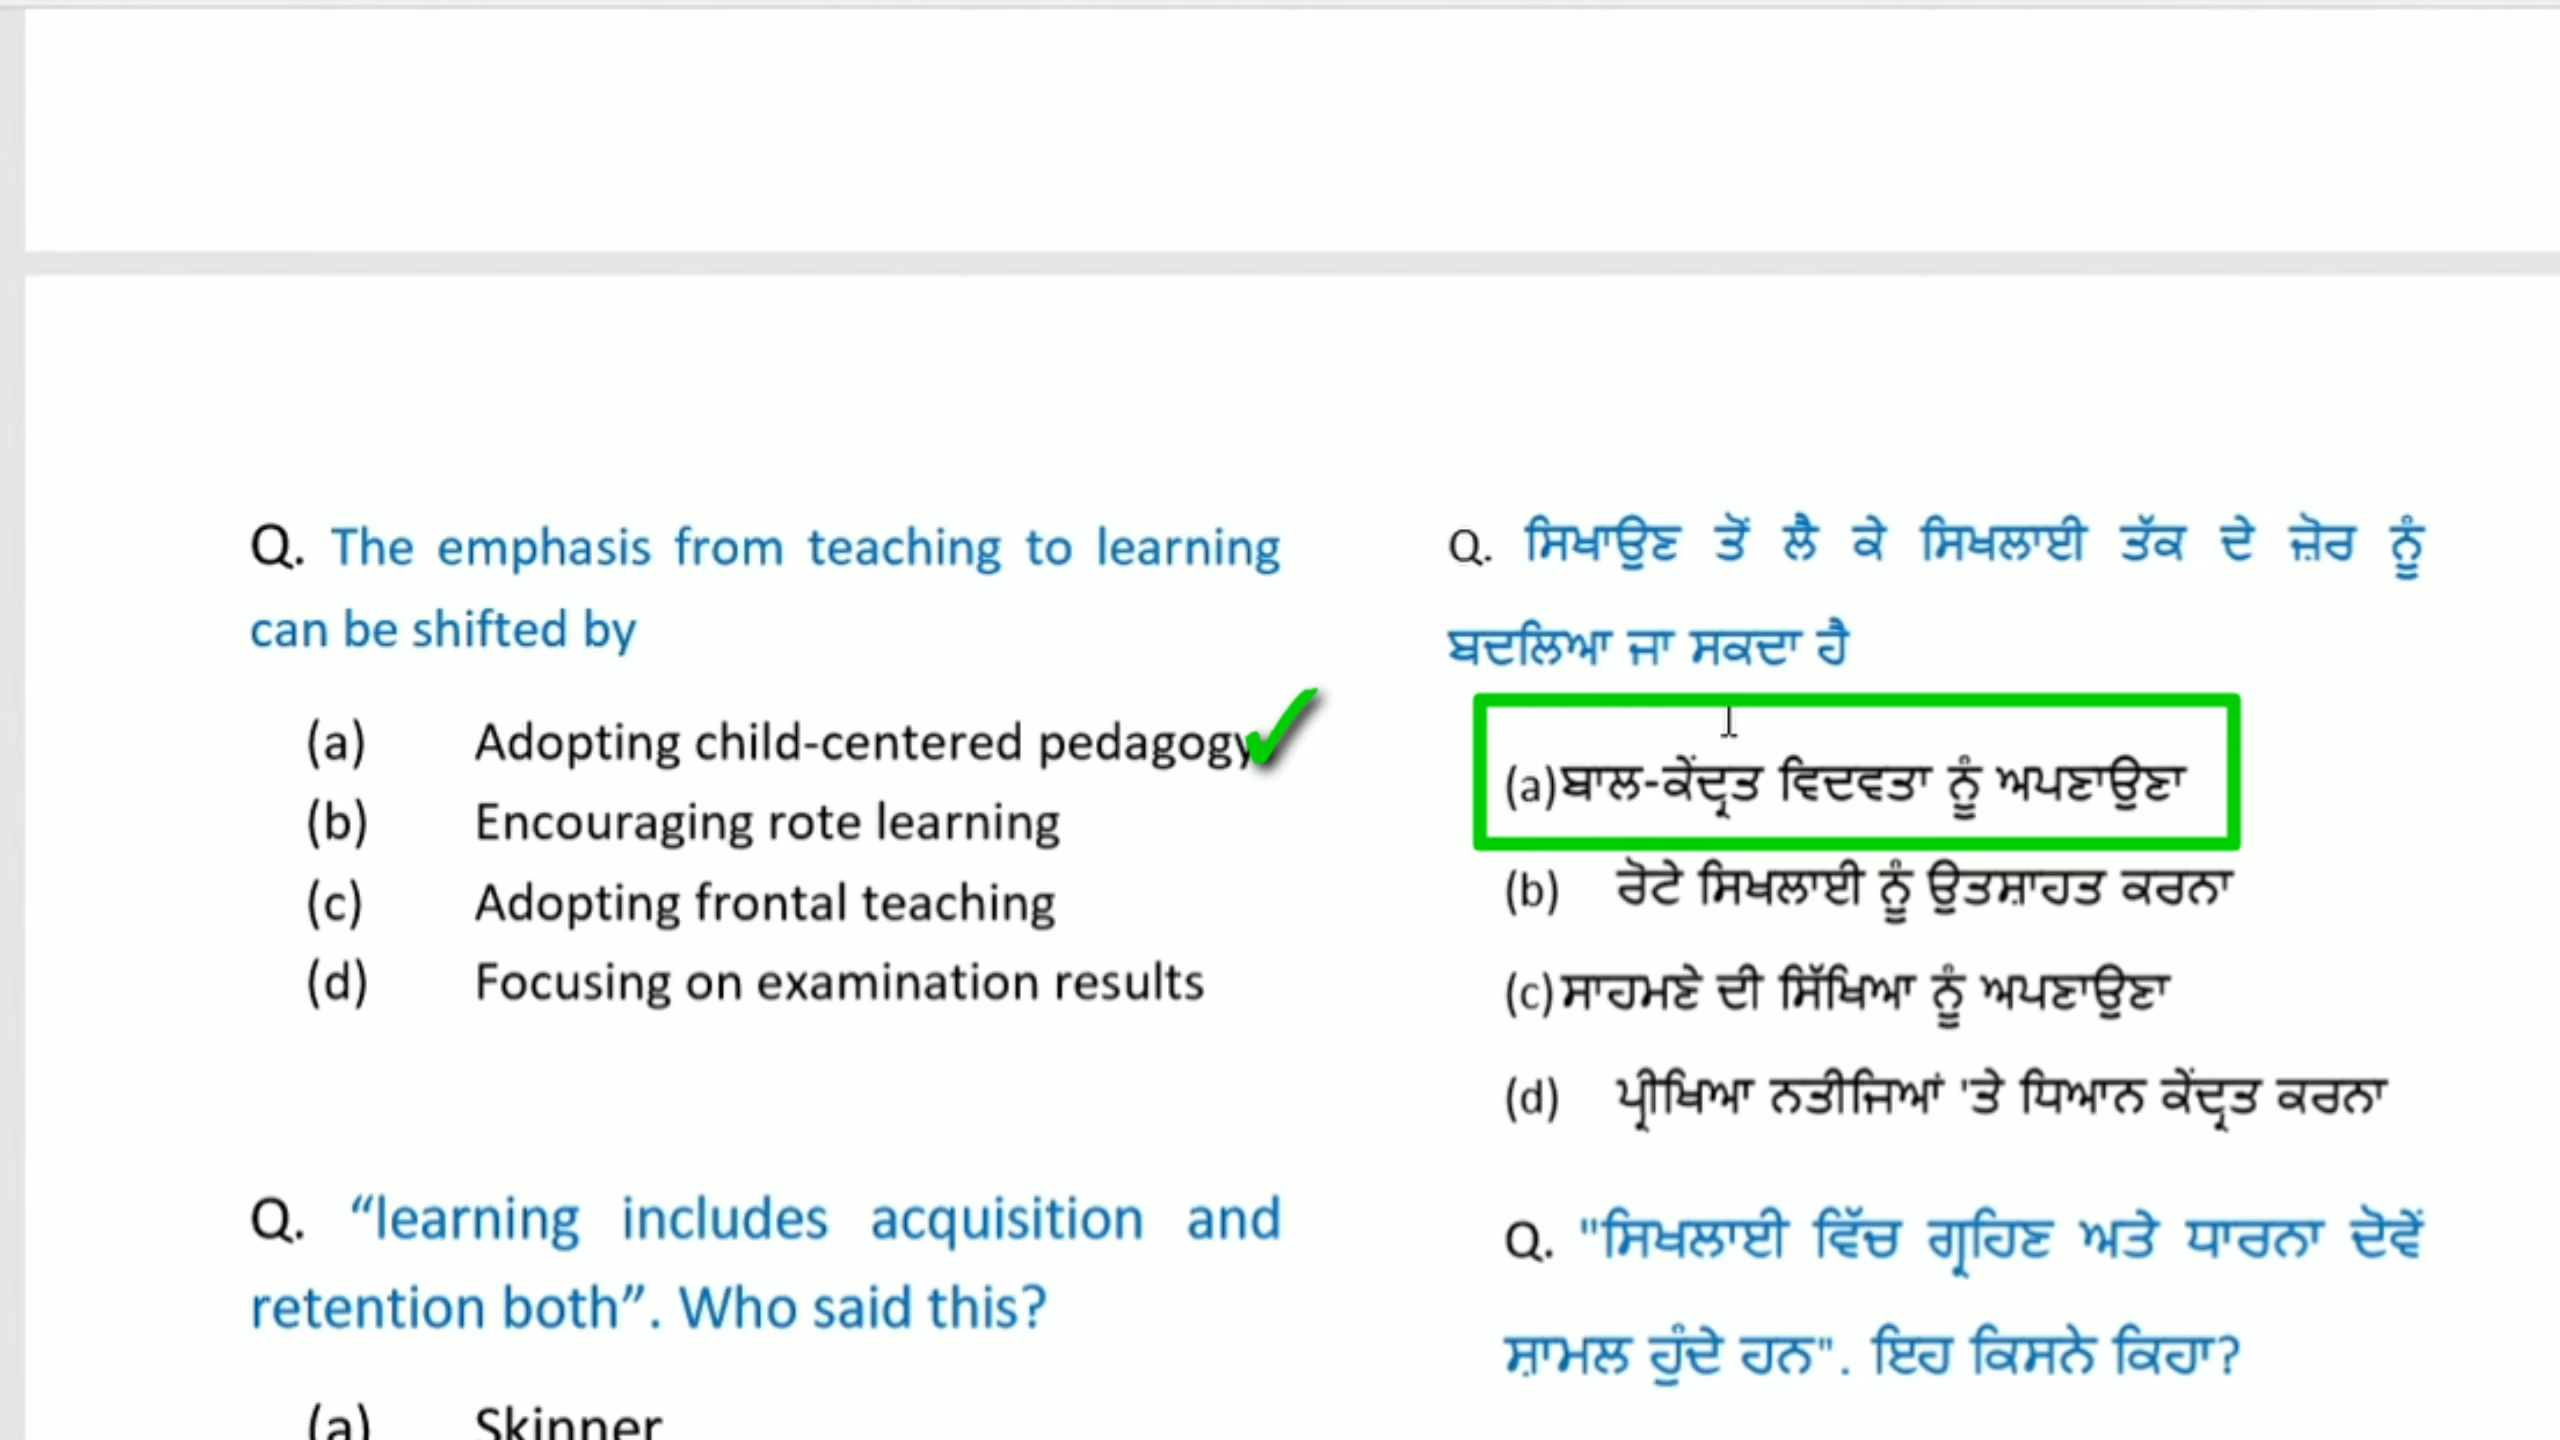 Q. The emphasis from teaching to learning
can be shifted by
(a) Adopting child-centered pedagogy
(b) Encouraging rote learning
(c) Adopting frontal teaching
(d) Focusing on examination results
Q. “learning includes acquisition and
retention both”. Who said this?
(a) Skinner
Q. ਸਿਖਾਉਣ ਤੋਂ ਲੈ ਕੇ ਸਿਖਲਾਈ ਤੱਕ ਦੇ ਜ਼ੋਰ ਨੂੰ
ਬਦਲਿਆ ਜਾ ਸਕਦਾ ਹੈ
(a) ਬਾਲ-ਕੇਂਦ੍ਰਤ ਵਿਦਵਤਾ ਨੂੰ ਅਪਣਾਉਣਾ
(b) ਰੋਟੇ ਸਿਖਲਾਈ ਨੂੰ ਉਤਸ਼ਾਹਤ ਕਰਨਾ
(c) ਸਾਹਮਣੇ ਦੀ ਸਿੱਖਿਆ ਨੂੰ ਅਪਣਾਉਣਾ
(d) ਪ੍ਰੀਖਿਆ ਨਤੀਜਿਆਂ 'ਤੇ ਧਿਆਨ ਕੇਂਦ੍ਰਤ ਕਰਨਾ
Q. "ਸਿਖਲਾਈ ਵਿੱਚ ਗ੍ਰਹਿਣ ਅਤੇ ਧਾਰਨਾ ਦੋਵੇਂ
ਸ਼ਾਮਲ ਹੁੰਦੇ ਹਨ". ਇਹ ਕਿਸਨੇ ਕਿਹਾ?